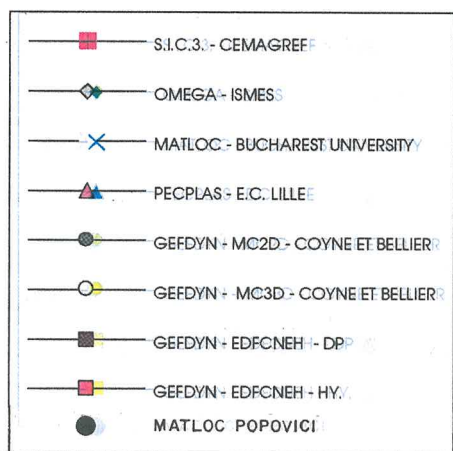 S.I.C.3. - CEMAGREF
OMEGA - ISMES
MATLOC - BUCHAREST UNIVERSITY
PECPLAS - E.C. LILLE
GEFDYN - MC2D - COYNE ET BELLIER
GEFDYN - MC3D - COYNE ET BELLIER
GEFDYN - EDFCNEH - DP
GEFDYN - EDFCNEH - HY.
MATLOC POPOVICI